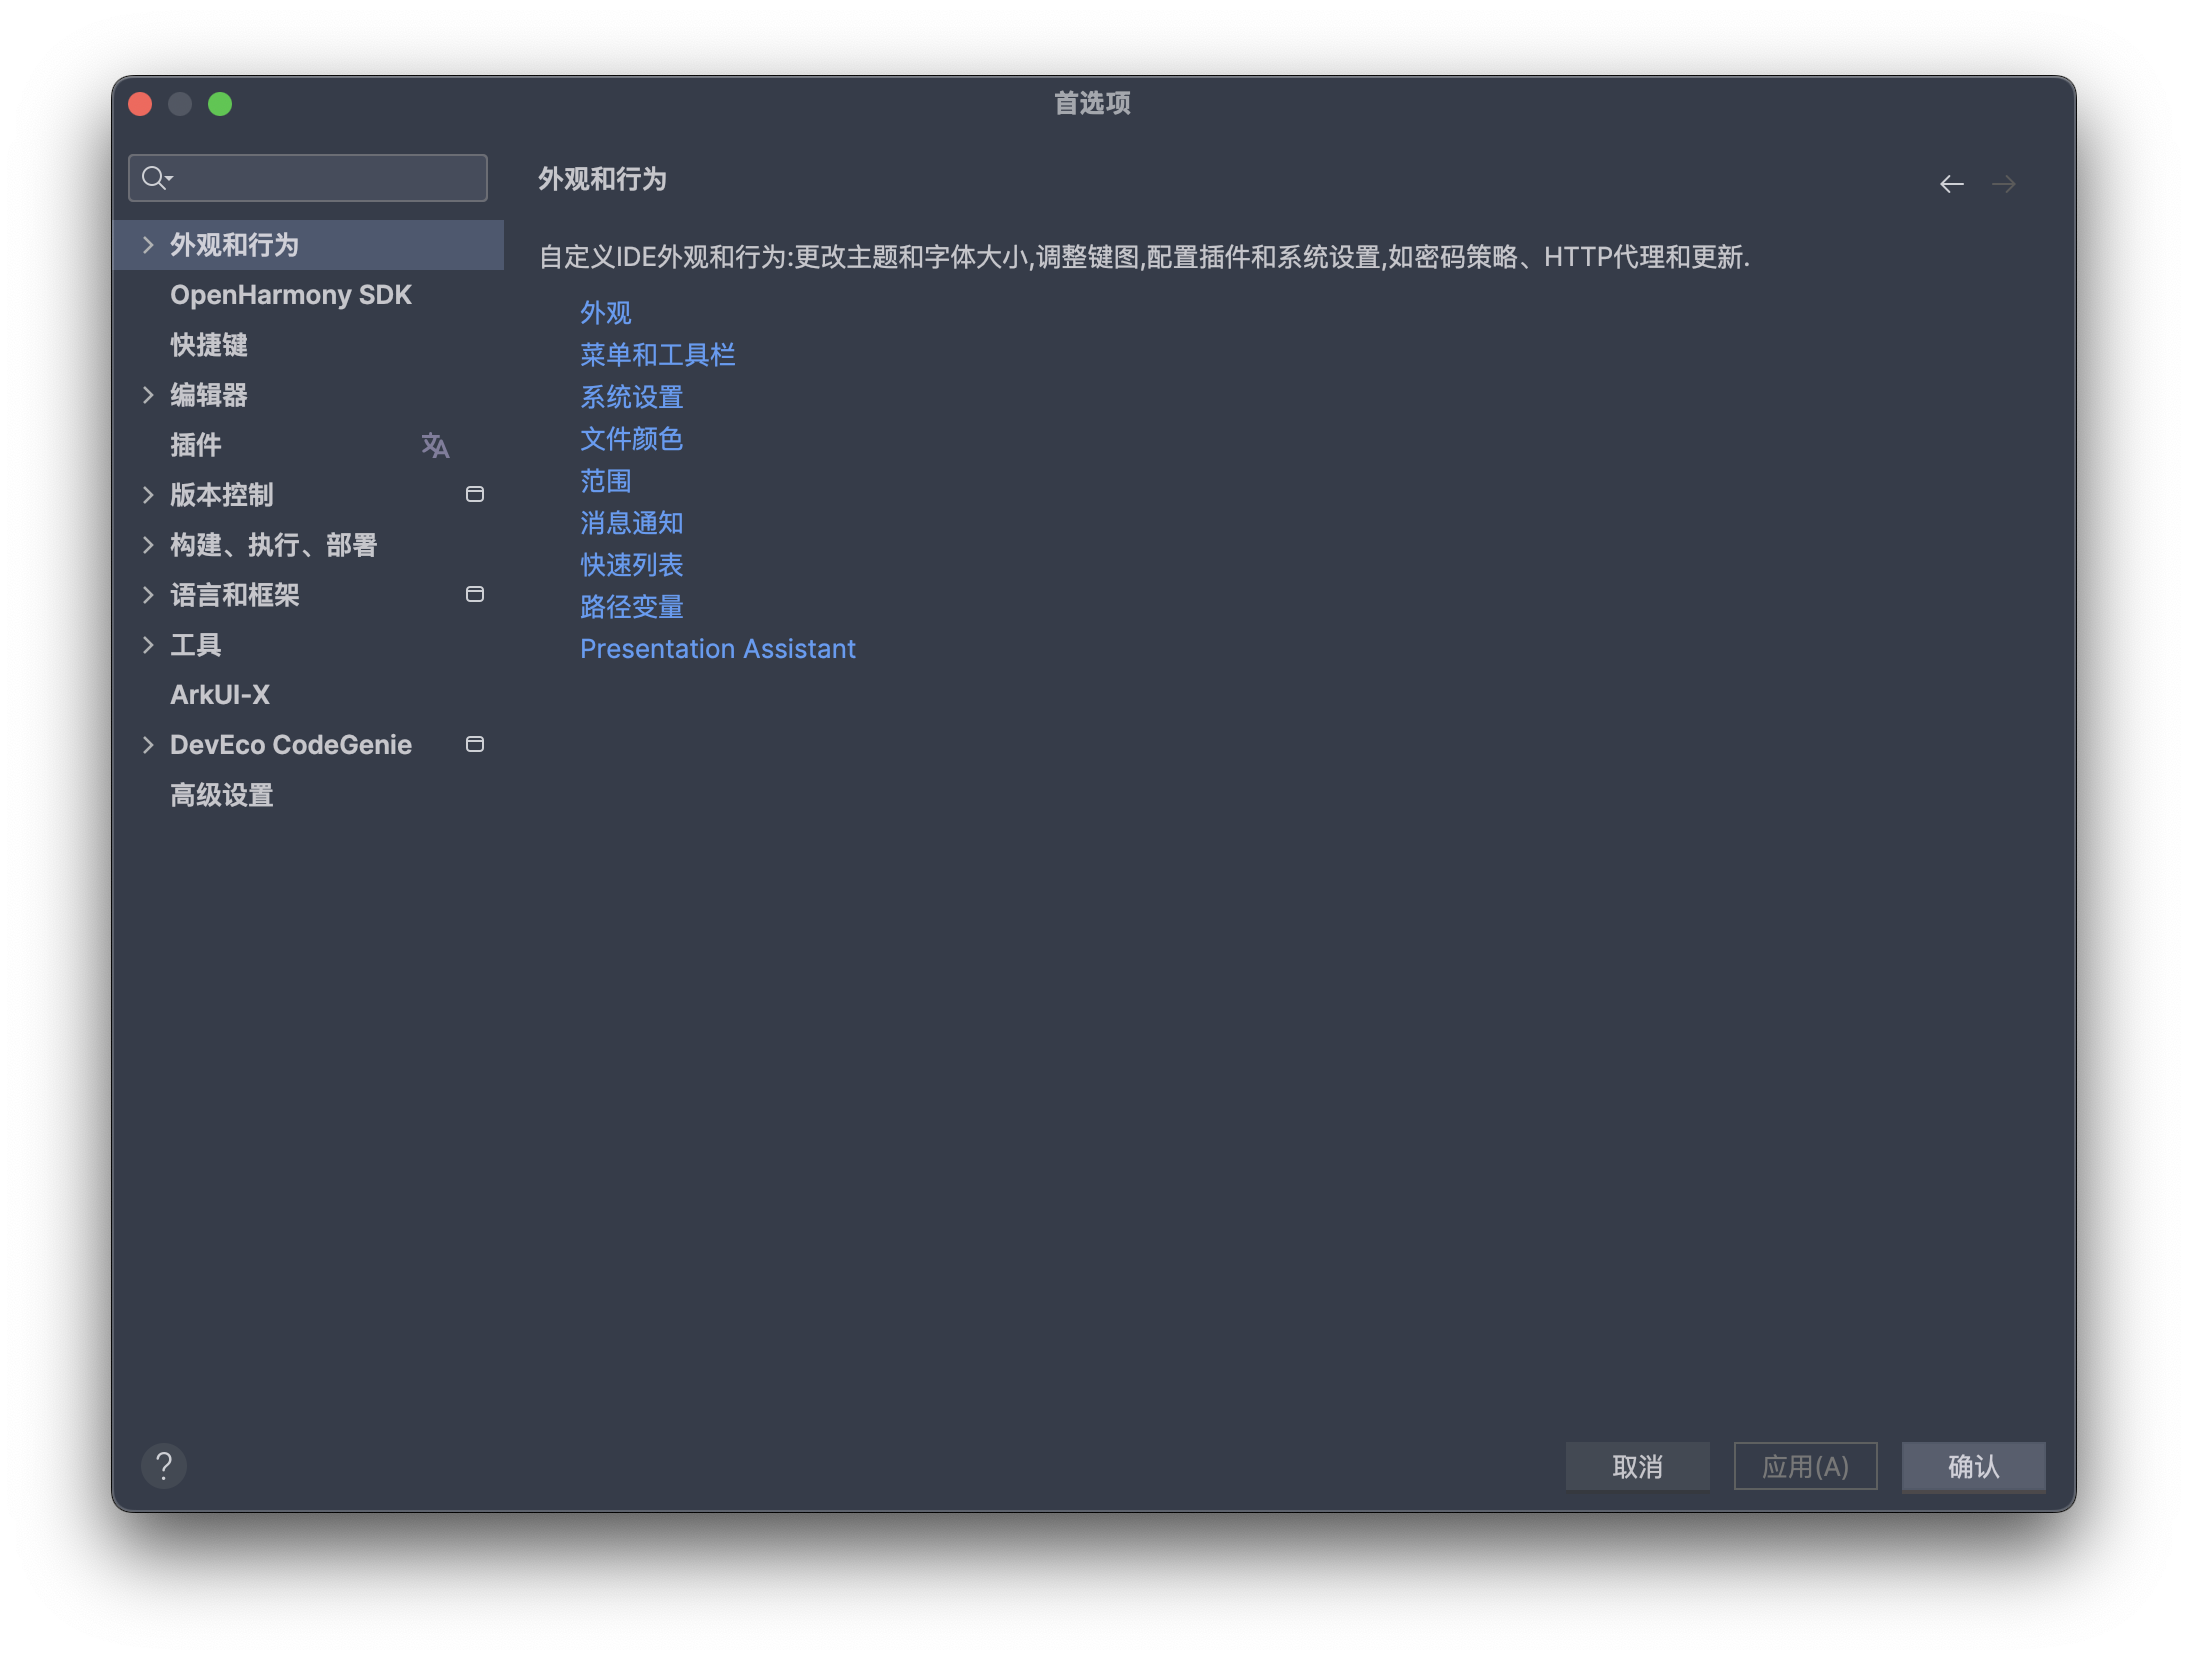 首选项
外观和行为
OpenHarmony SDK
快捷键
编辑器
插件
版本控制
构建、执行、部署
语言和框架
工具
ArkUI-X
DevEco CodeGenie
高级设置
外观和行为
自定义IDE外观和行为:更改主题和字体大小,调整键图,配置插件和系统设置,如密码策略、HTTP代理和更新.
外观
菜单和工具栏
系统设置
文件颜色
范围
消息通知
快速列表
路径变量
Presentation Assistant
?
取消
应用(A)
确认